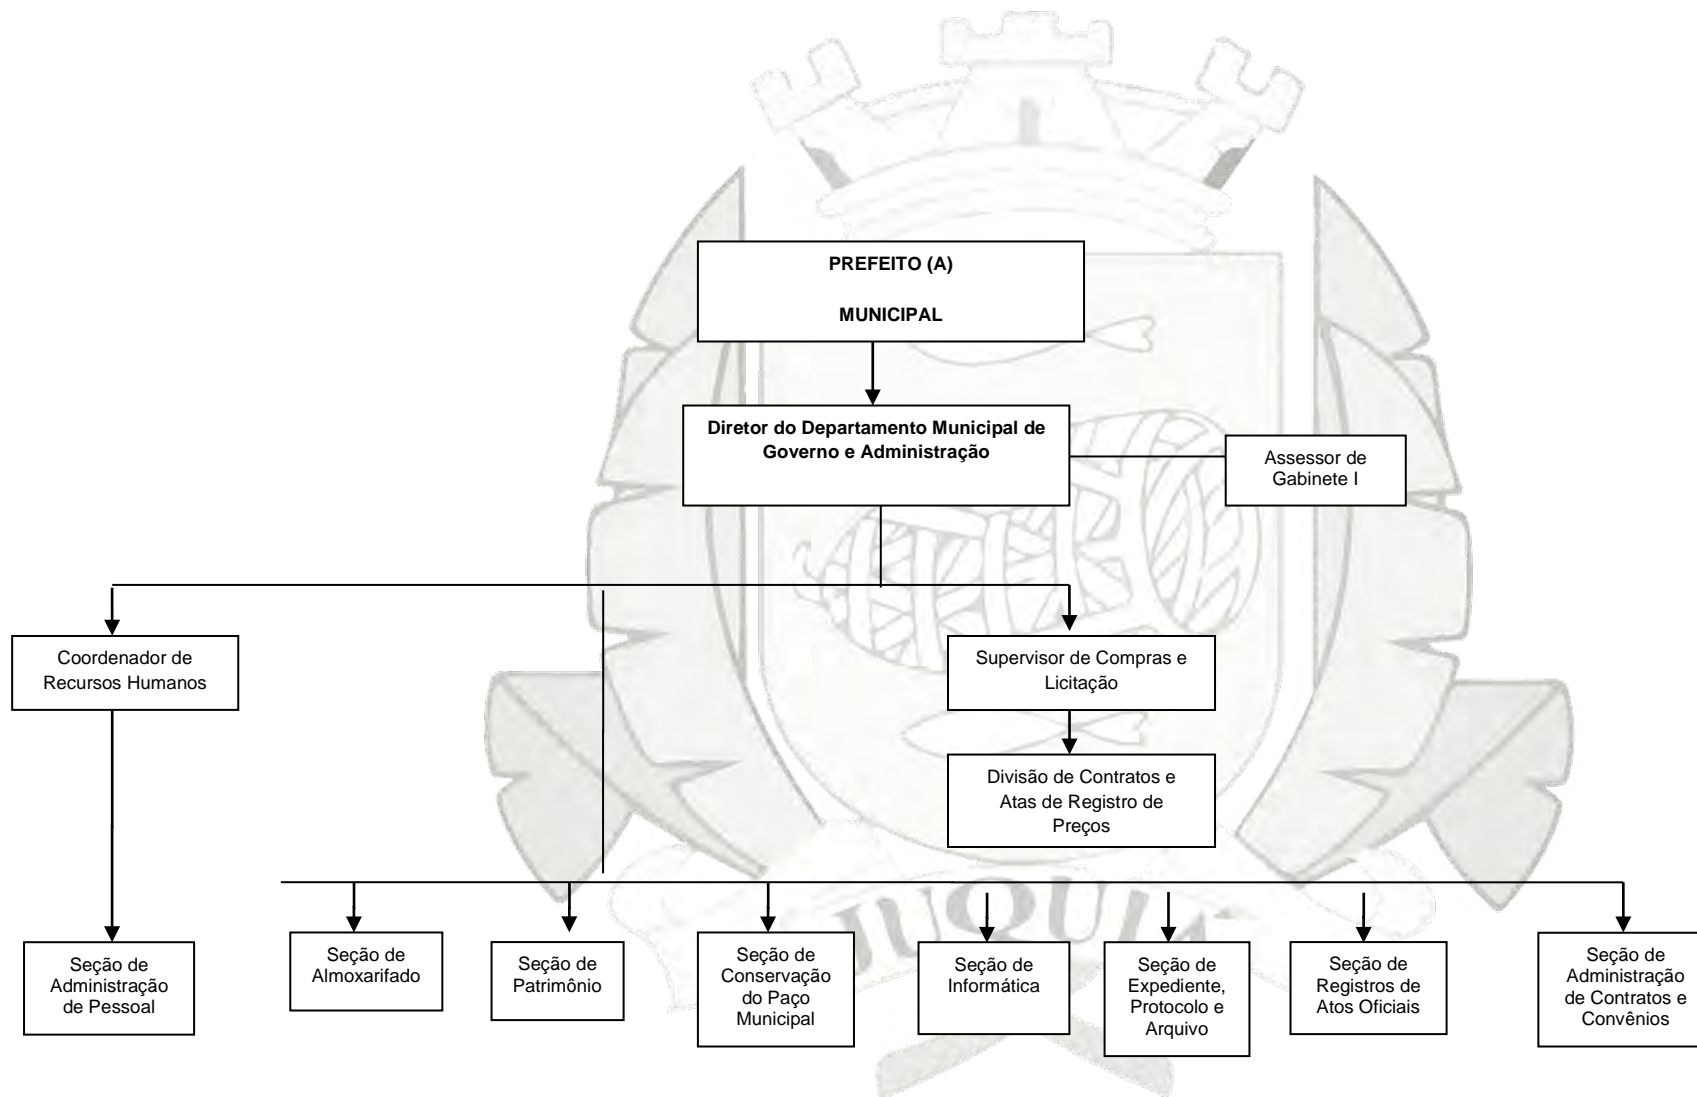 PREFEITO (A)
MUNICIPAL
Diretor do Departamento Municipal de
Governo e Administração
Assessor de
Gabinete I
Coordenador de
Recursos Humanos
Supervisor de Compras e
Licitação
Divisão de Contratos e
Atas de Registro de
Preços
Seção de
Administração
de Pessoal
Seção de
Almoxarifado
Seção de
Patrimônio
Seção de
Conservação
do Paço
Municipal
Seção de
Informática
Seção de
Expediente,
Protocolo e
Arquivo
Seção de
Registros de
Atos Oficiais
Seção de
Administração
de Contratos e
Convênios